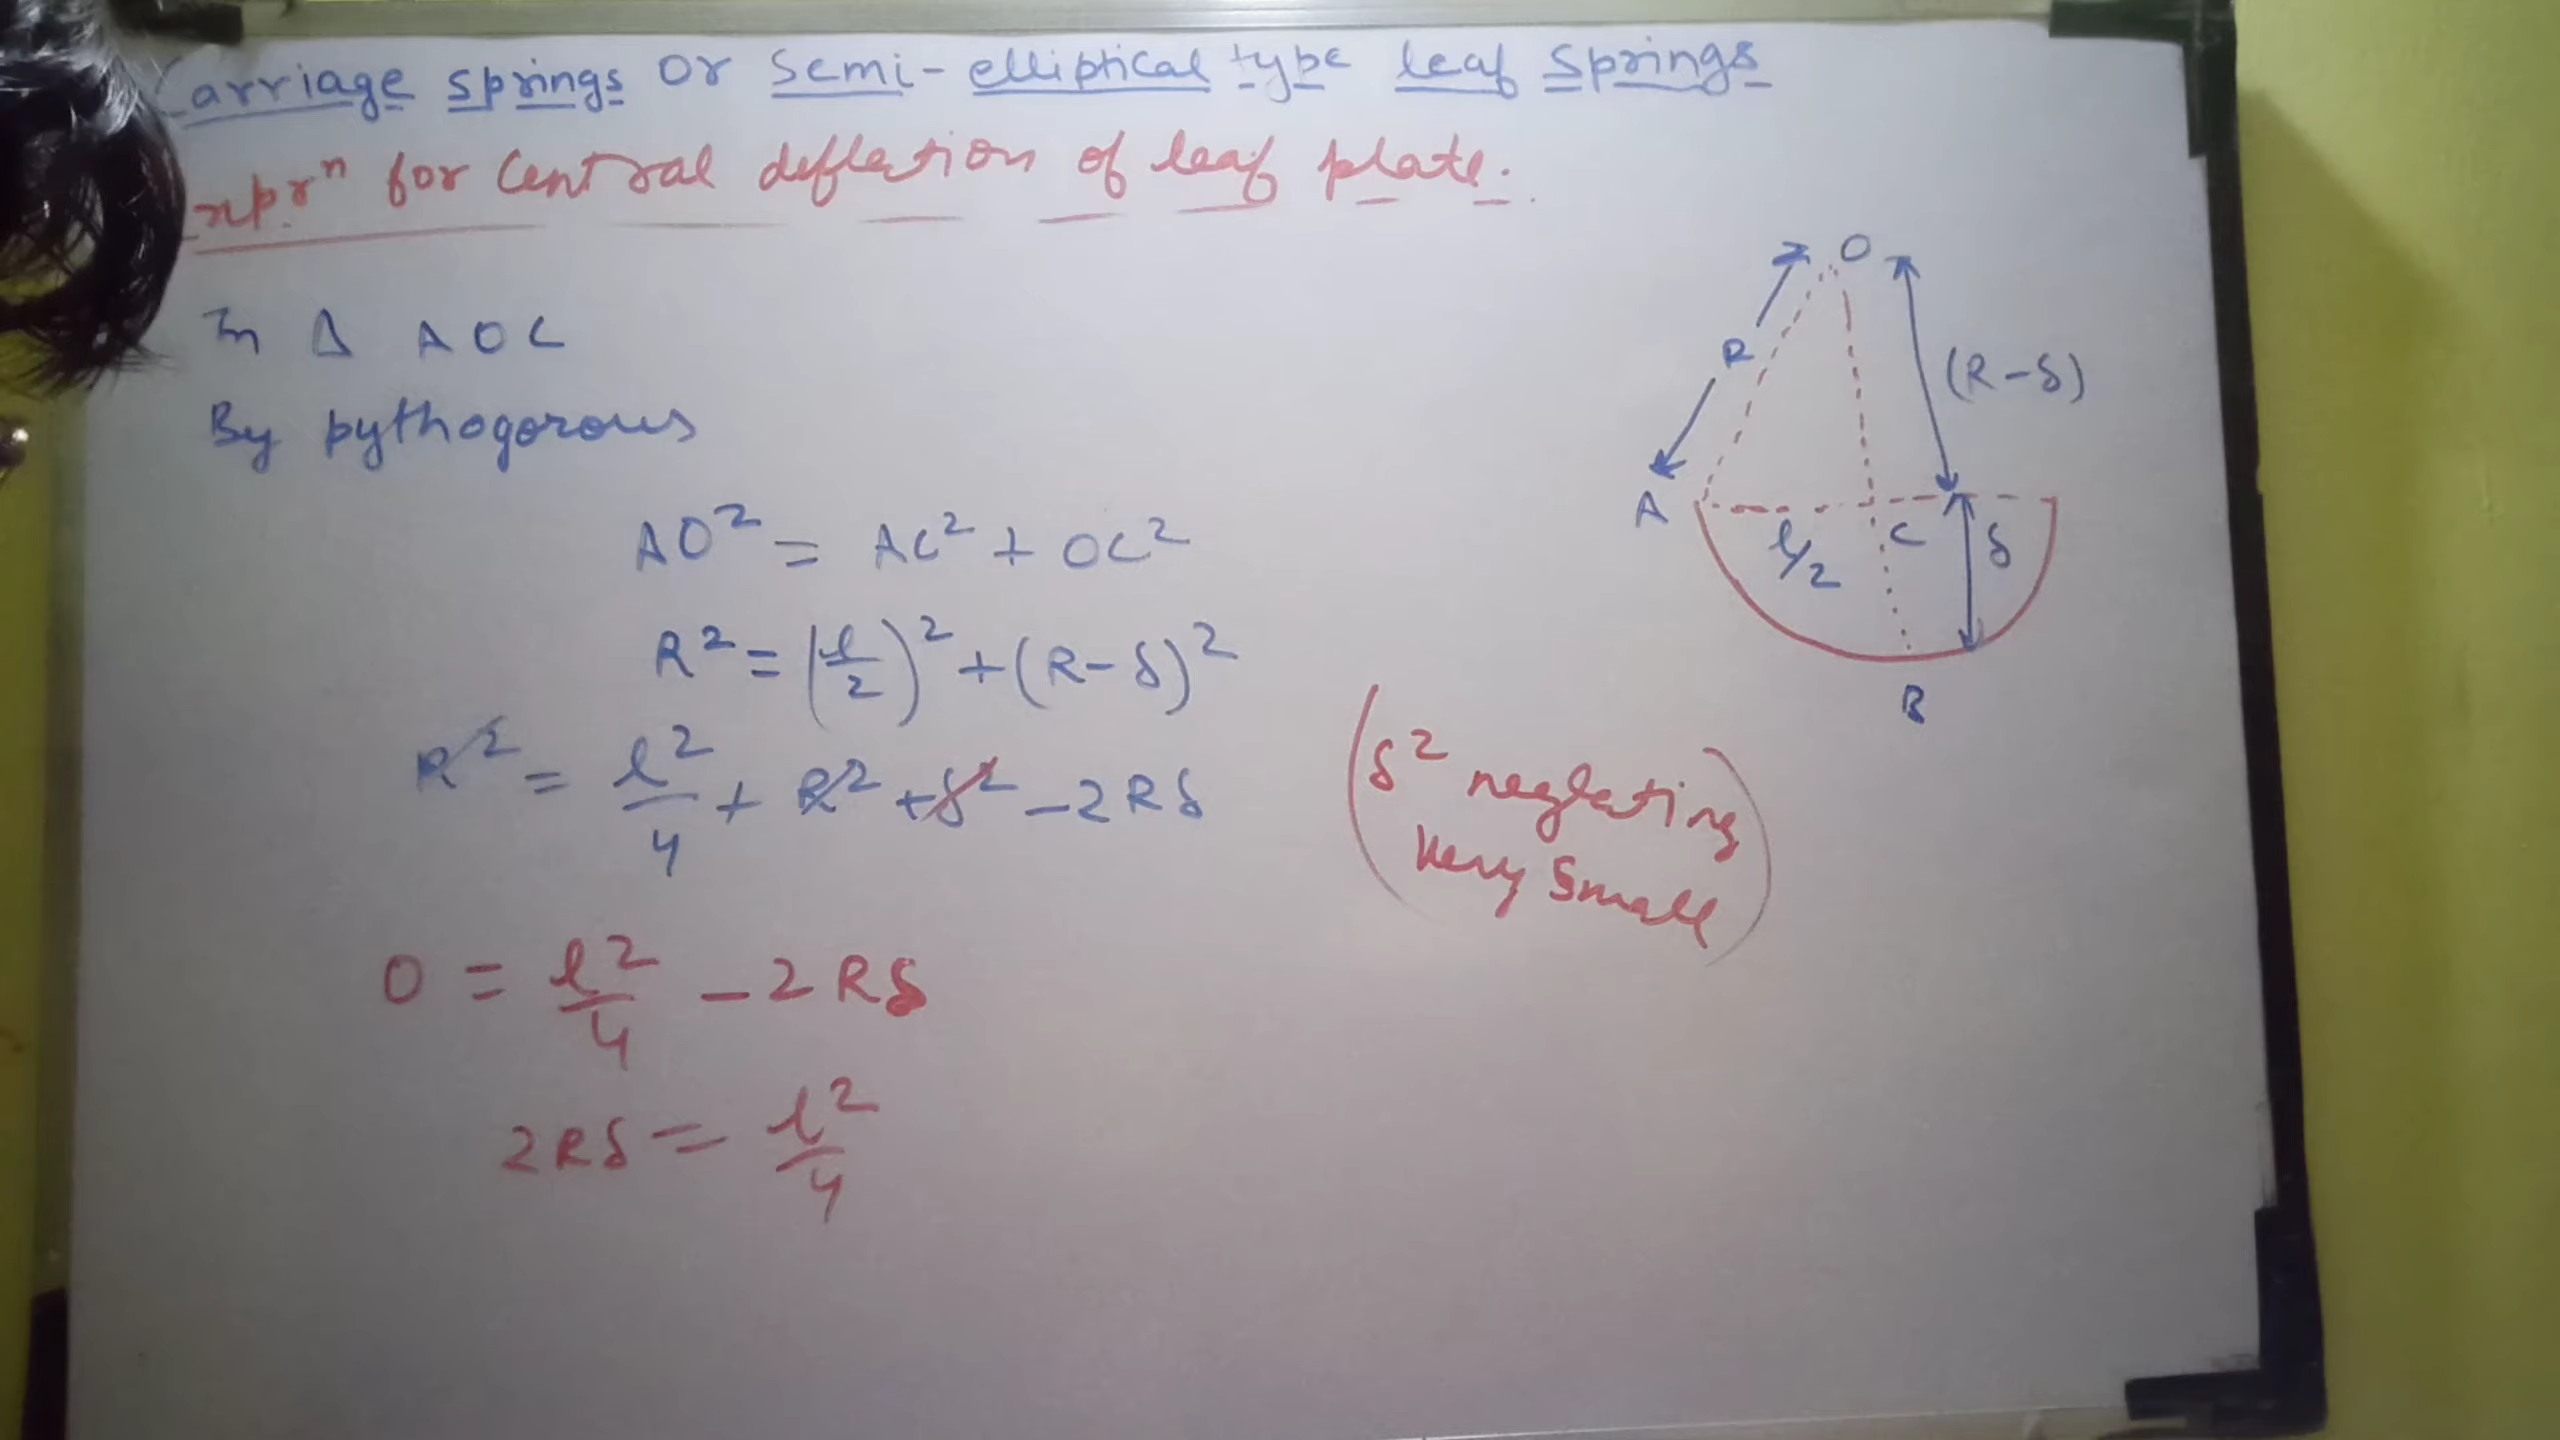 Carriage springs or semi-elliptical type leaf springs
Exprⁿ for Central deflection of leaf plate.
In Δ AOC
By pythogorous
AO² = AC² + OC²
R² = (l/2)² + (R-δ)²
R² = l²/4 + R² + δ² - 2Rδ
0 = l²/4 - 2Rδ
2Rδ = l²/4
(δ² neglating
very small)
O
R
(R-δ)
A
l/2
C
δ
B